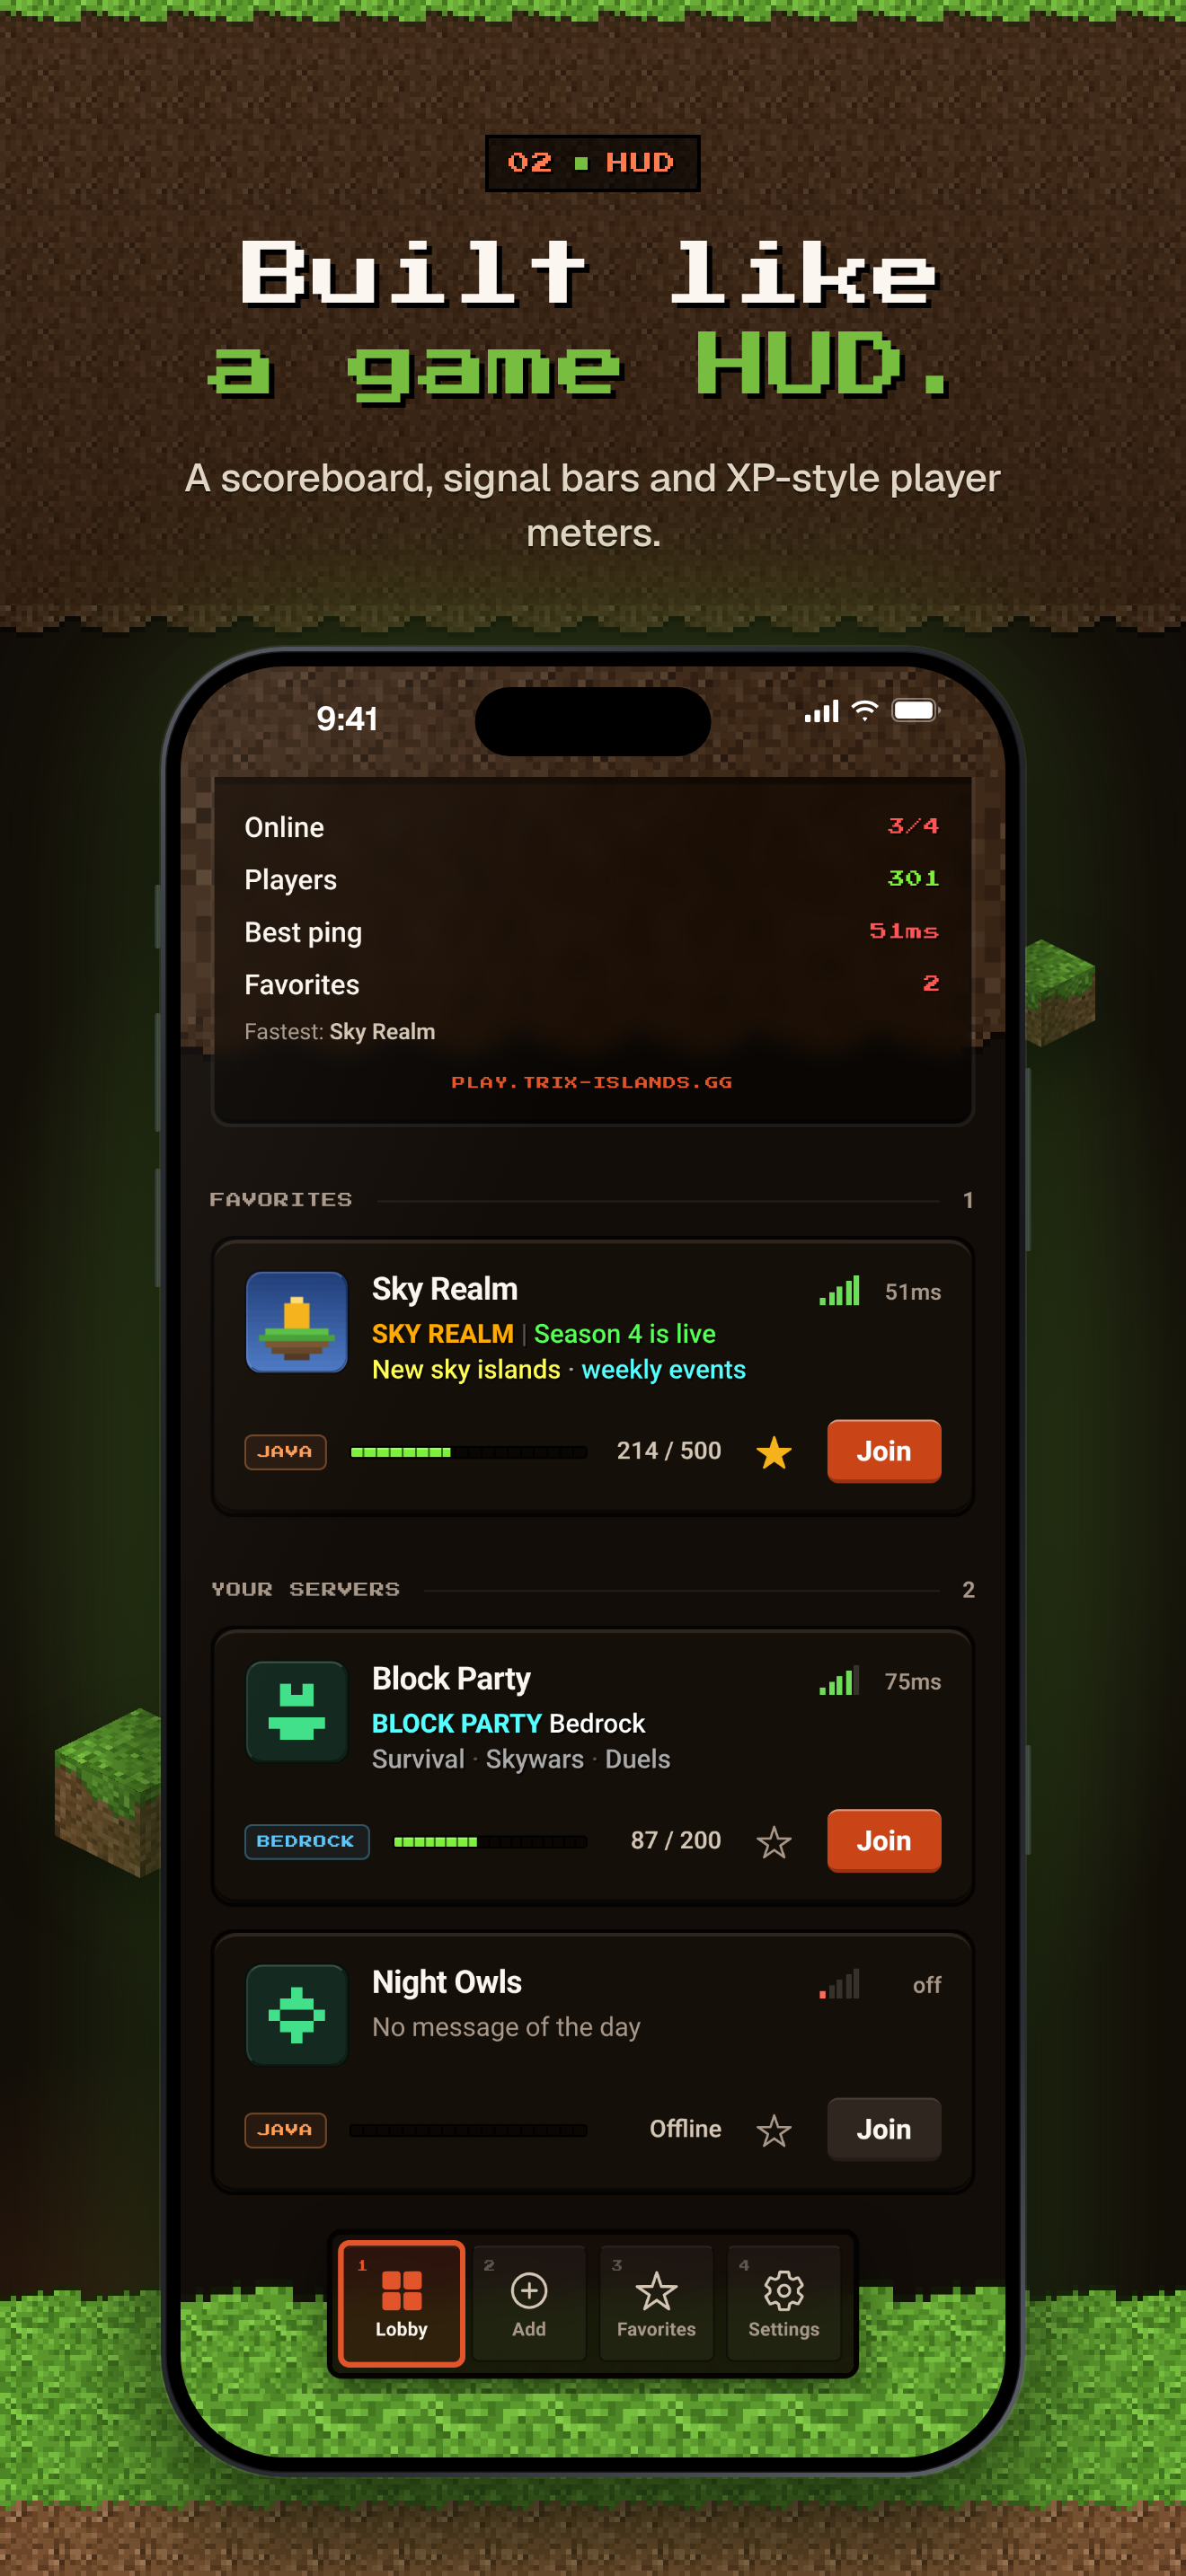 02 ▪ HUD
Built like
a game HUD.
A scoreboard, signal bars and XP-style player
meters.
9:41
Online 3/4
Players 301
Best ping 51ms
Favorites 2
Fastest: Sky Realm
PLAY.TRIX-ISLANDS.GG
FAVORITES 1
Sky Realm 51ms
SKY REALM | Season 4 is live
New sky islands · weekly events
JAVA 214 / 500 Join
YOUR SERVERS 2
Block Party 75ms
BLOCK PARTY Bedrock
Survival · Skywars · Duels
BEDROCK 87 / 200 Join
Night Owls off
No message of the day
JAVA Offline Join
1 2 3 4
Lobby Add Favorites Settings